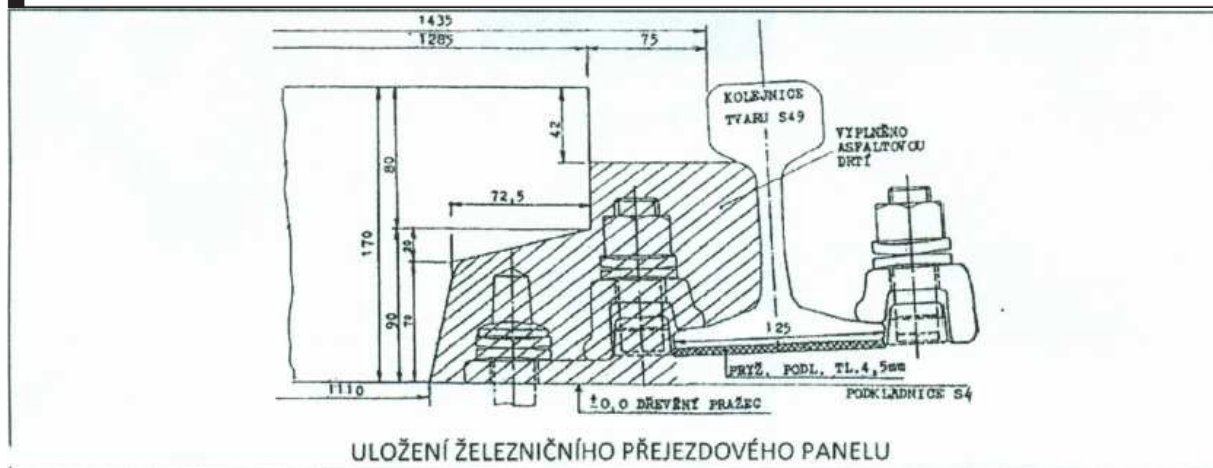 1435
1285
75
KOLEJNICE
TVARU S49
VYPLNĚNO
ASFALTOVOU
DRTÍ
42
80
72,5
170
20
90
70
125
PRYŽ. PODL. TL.4,5mm
1110
±0,0 DŘEVĚNÝ PRAŽEC
PODKLADNICE S4
ULOŽENÍ ŽELEZNIČNÍHO PŘEJEZDOVÉHO PANELU